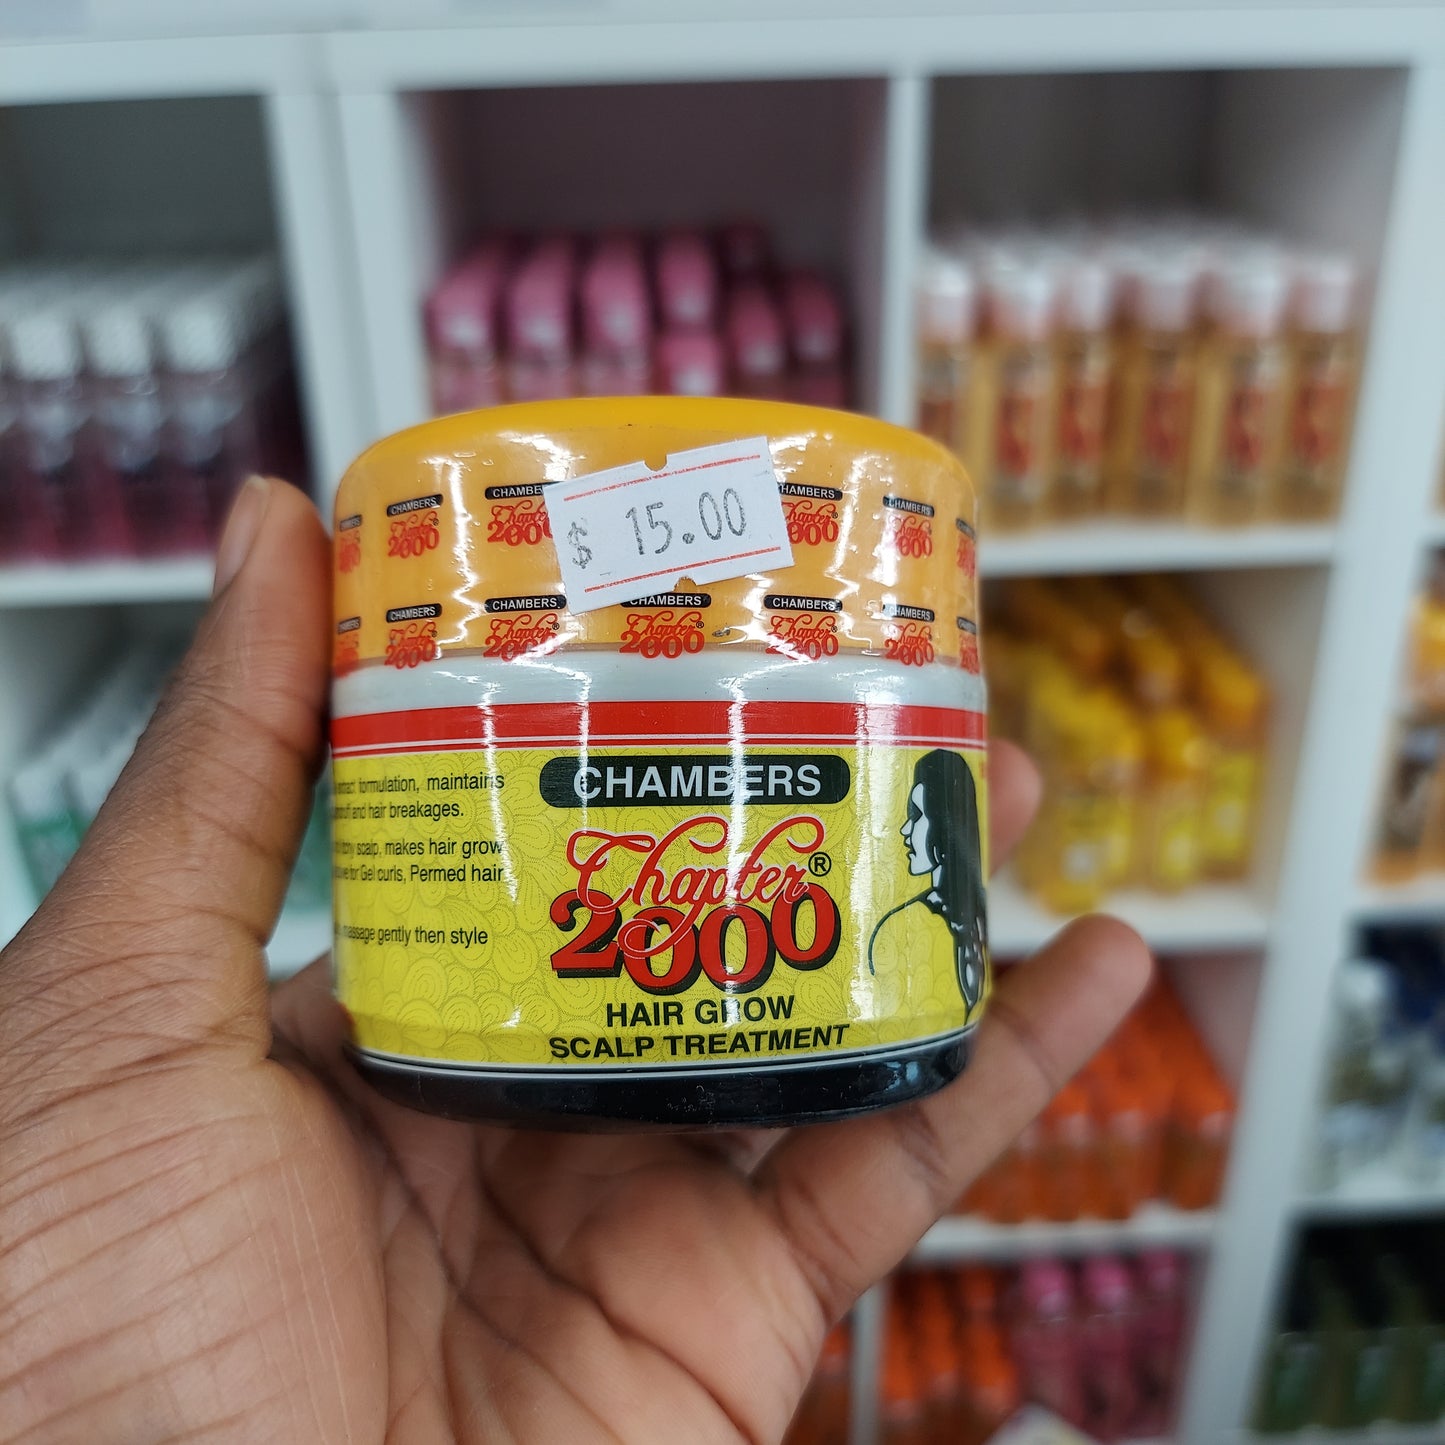 CHAMBERS
Chapter
2000
$ 15.00
CHAMBERS
Chapter®
2000
formulation, maintains
and hair breakages.
scalp, makes hair grow
for Gel curls, Permed hair
massage gently then style
CHAMBERS
Chapter®
2000
HAIR GROW
SCALP TREATMENT